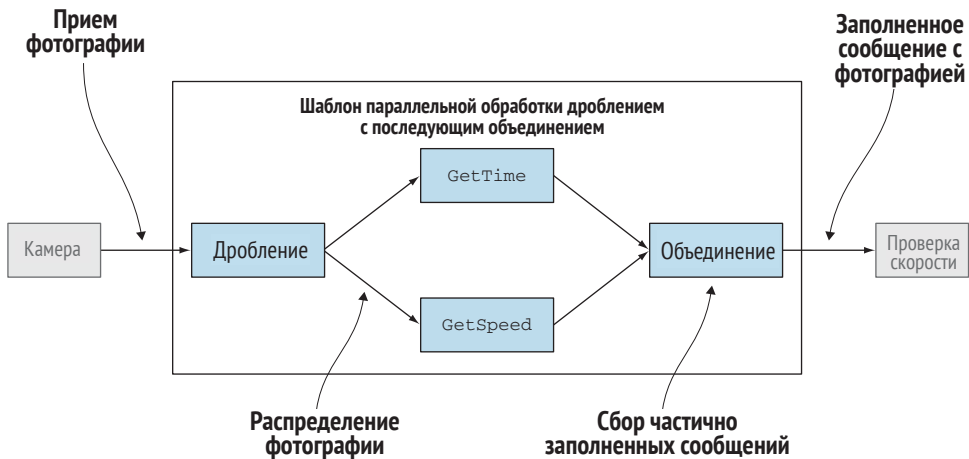 Прием
фотографии
Заполненное
сообщение с
фотографией
Шаблон параллельной обработки дроблением
с последующим объединением
GetTime
Камера
Дробление
Объединение
Проверка
скорости
GetSpeed
Распределение
фотографии
Сбор частично
заполненных сообщений